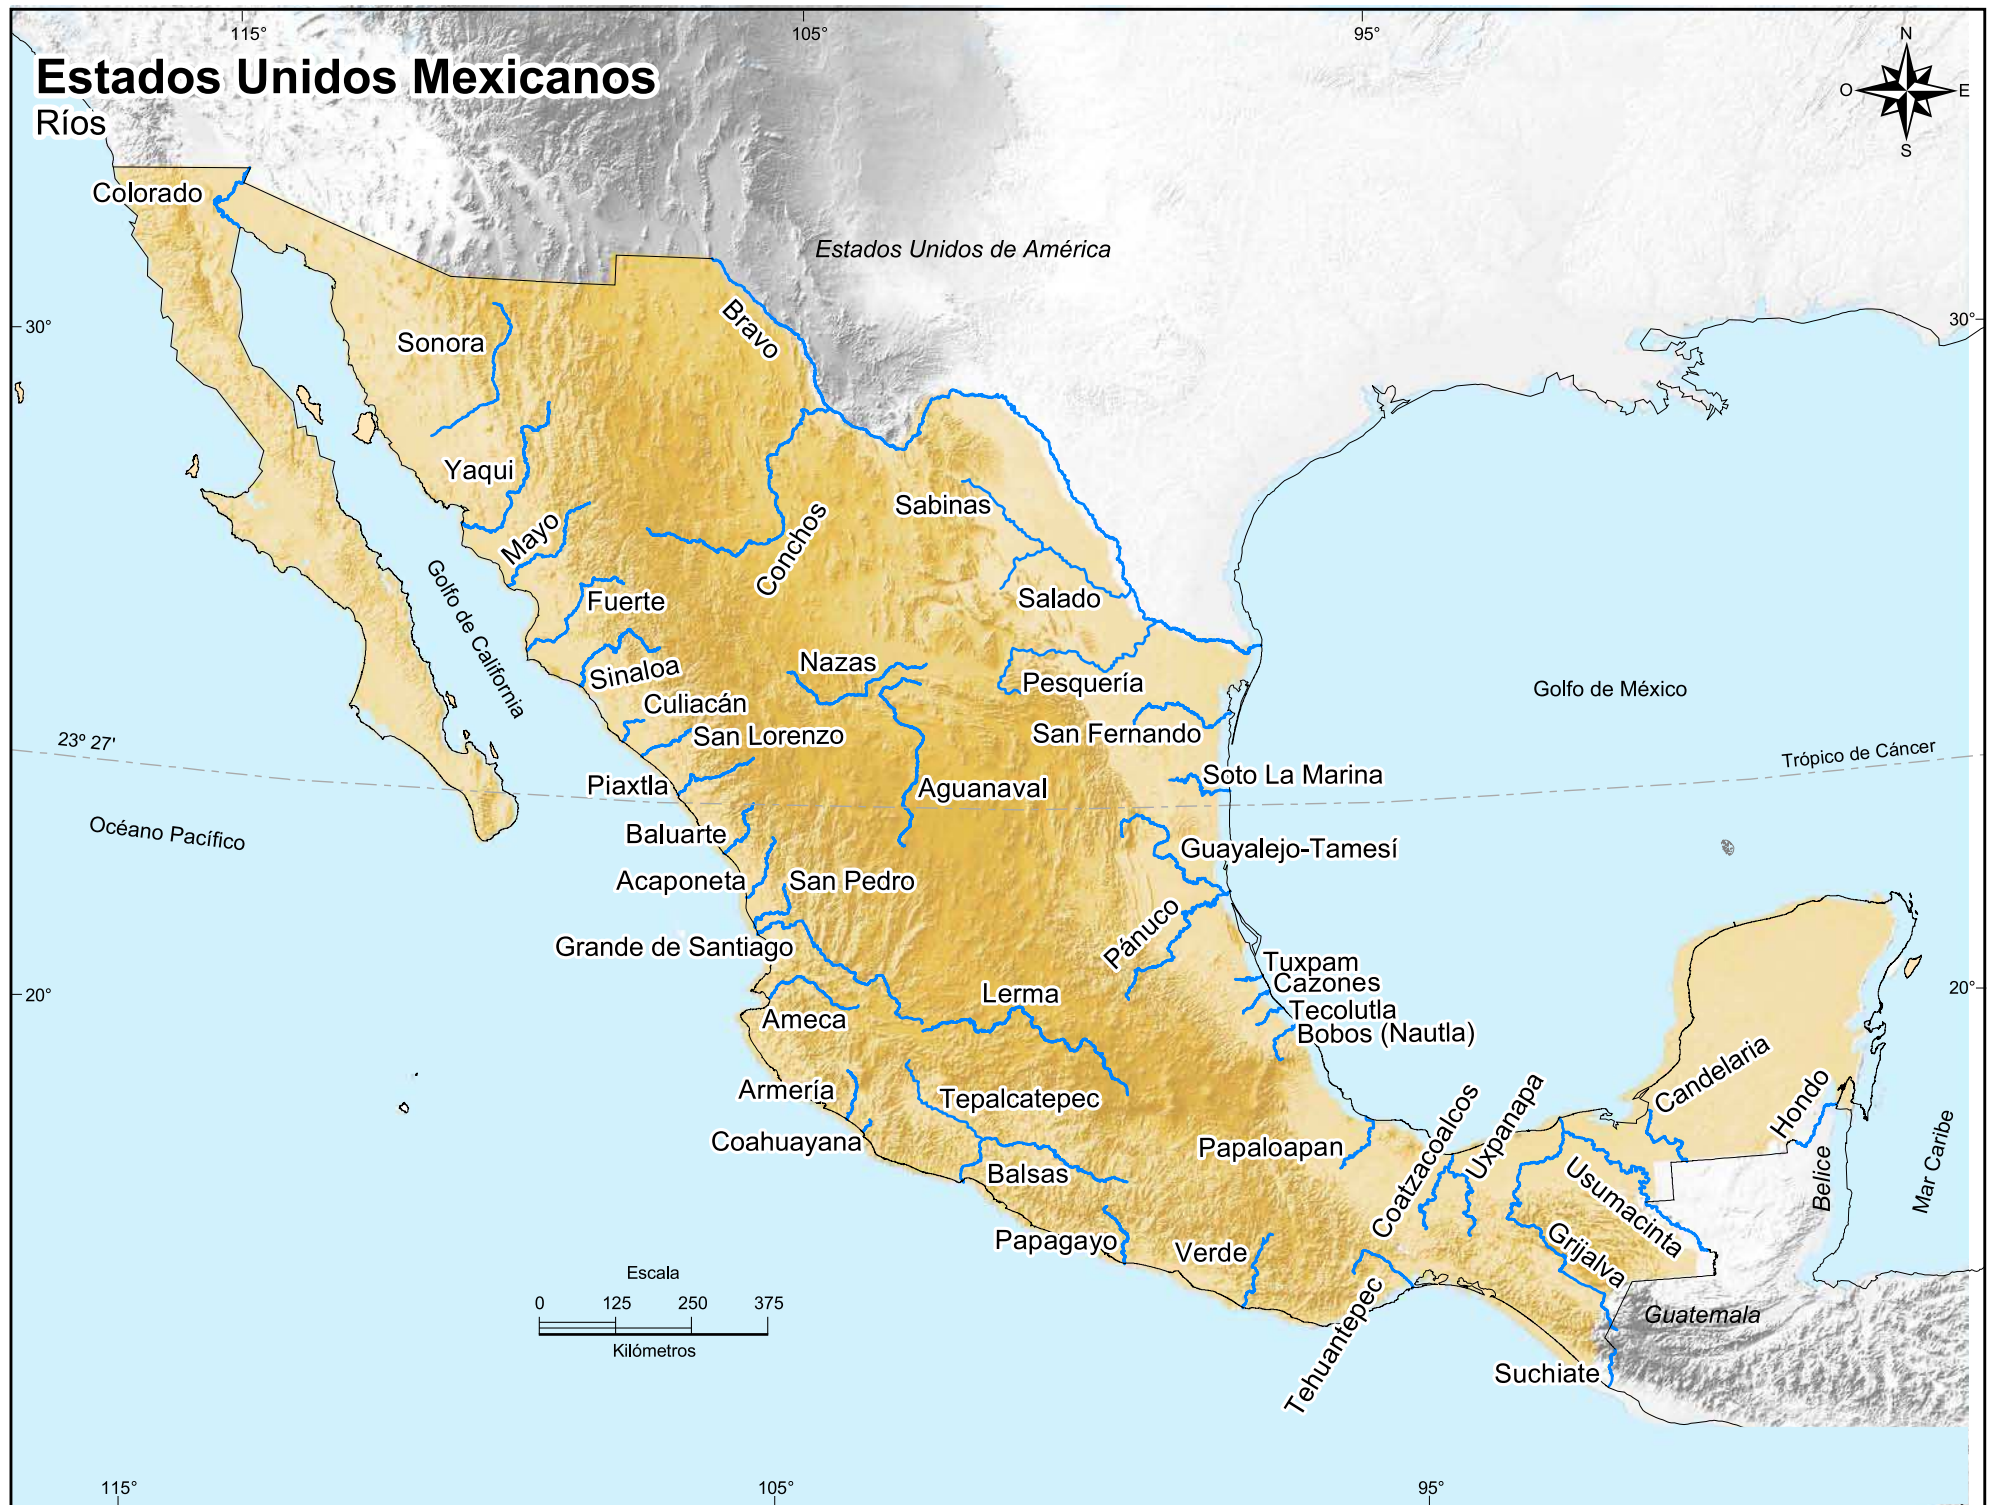 115°
105°
95°
Estados Unidos Mexicanos
Ríos
N
O
E
S
Colorado
Estados Unidos de América
30°
30°
Sonora
Bravo
Yaqui
Sabinas
Mayo
Conchos
Golfo de California
Fuerte
Salado
Sinaloa
Nazas
Pesquería
Golfo de México
Culiacán
San Lorenzo
San Fernando
23° 27'
Trópico de Cáncer
Piaxtla
Aguanaval
Soto La Marina
Océano Pacífico
Baluarte
Guayalejo-Tamesí
Acaponeta
San Pedro
Pánuco
Grande de Santiago
Tuxpam
Cazones
20°
20°
Lerma
Tecolutla
Ameca
Bobos (Nautla)
Armería
Tepalcatepec
Candelaria
Hondo
Coahuayana
Papaloapan
Coatzacoalcos
Uxpanapa
Balsas
Usumacinta
Belice
Mar Caribe
Papagayo
Verde
Grijalva
Escala
0 125 250 375
Kilómetros
Tehuantepec
Guatemala
Suchiate
115°
105°
95°